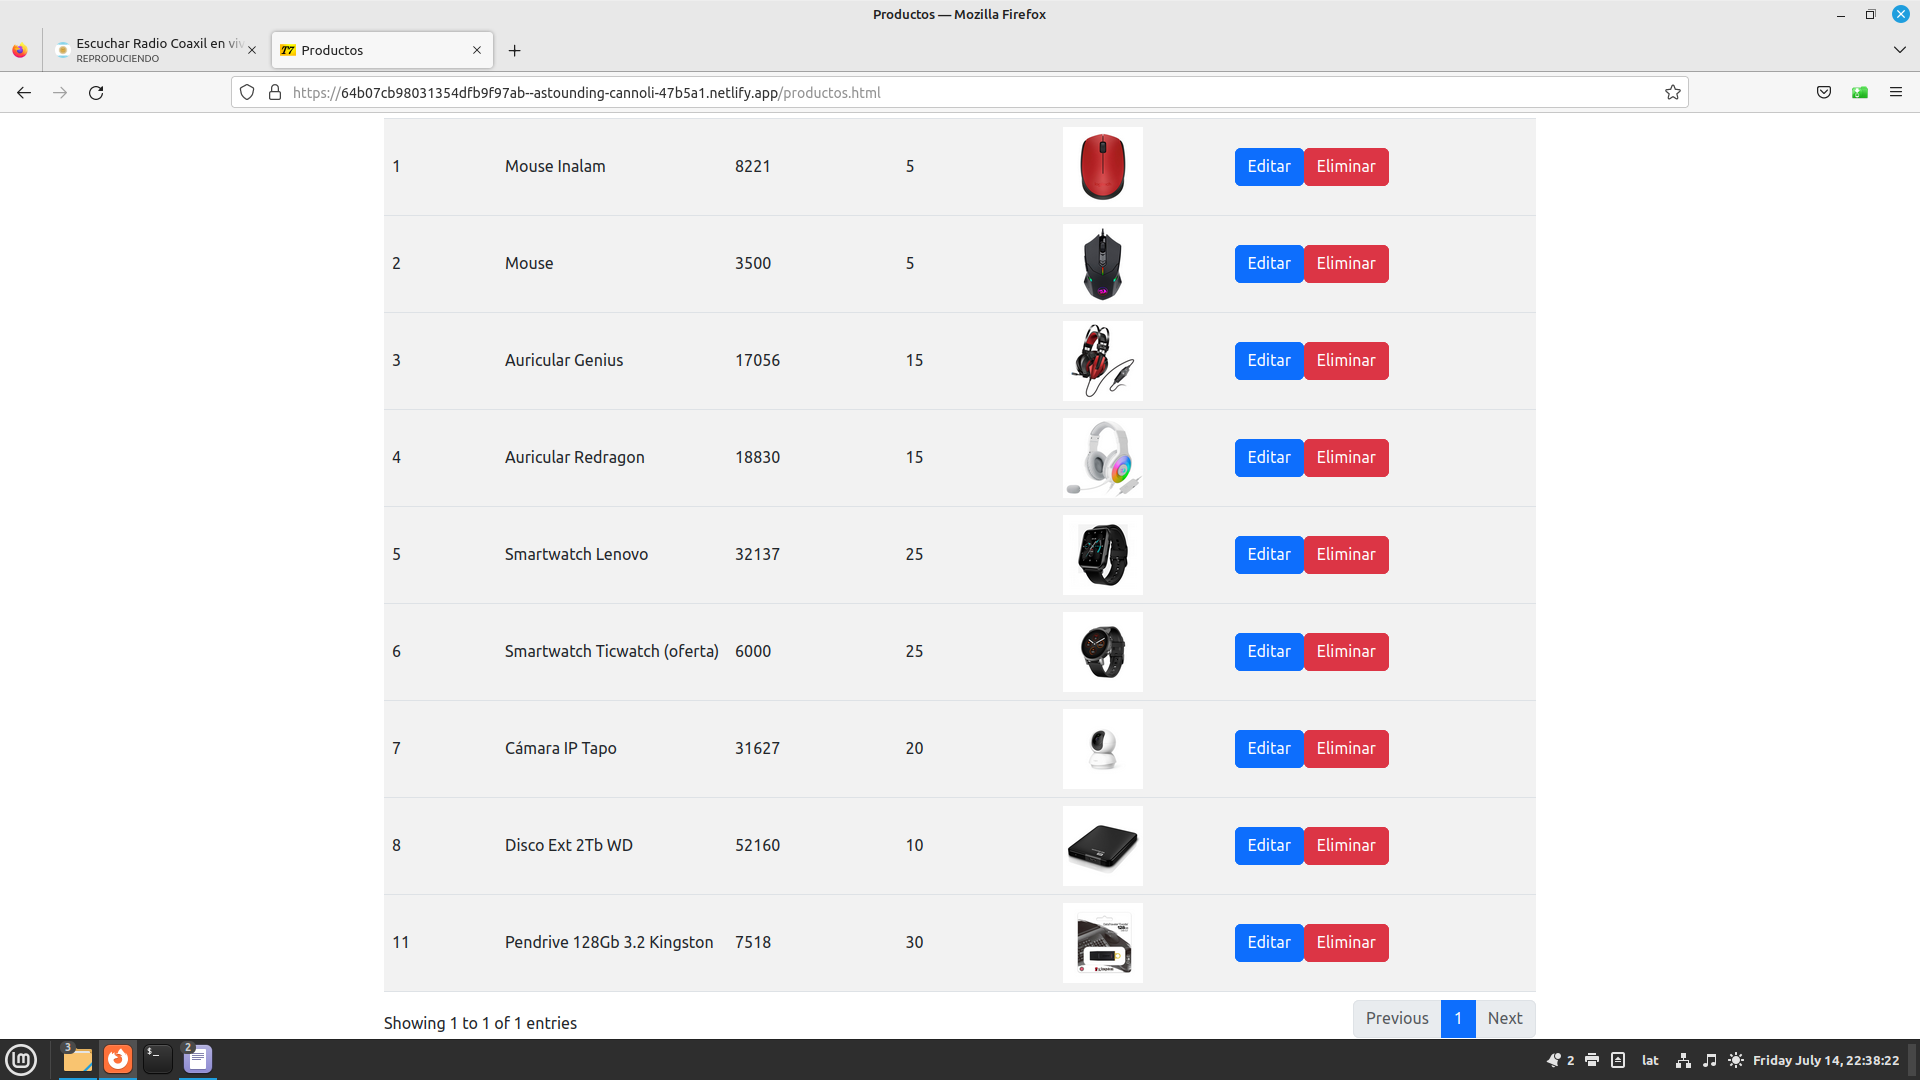 Productos — Mozilla Firefox
Escuchar Radio Coaxil en viv
REPRODUCIENDO
Productos
https://64b07cb98031354dfb9f97ab--astounding-cannoli-47b5a1.netlify.app/productos.html
1 Mouse Inalam 8221 5 Editar Eliminar
2 Mouse 3500 5 Editar Eliminar
3 Auricular Genius 17056 15 Editar Eliminar
4 Auricular Redragon 18830 15 Editar Eliminar
5 Smartwatch Lenovo 32137 25 Editar Eliminar
6 Smartwatch Ticwatch (oferta) 6000 25 Editar Eliminar
7 Cámara IP Tapo 31627 20 Editar Eliminar
8 Disco Ext 2Tb WD 52160 10 Editar Eliminar
11 Pendrive 128Gb 3.2 Kingston 7518 30 Editar Eliminar
Showing 1 to 1 of 1 entries
Previous 1 Next
3 2 2 lat Friday July 14, 22:38:22